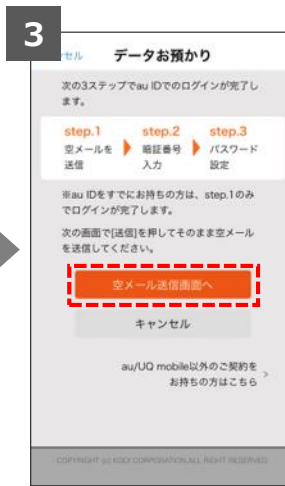 3
セル
データお預かり
次の3ステップでau IDでのログインが完了し
ます。
step.1 step.2 step.3
空メールを 暗証番号 パスワード
送信 入力 設定
※au IDをすでにお持ちの方は、step.1のみ
でログインが完了します。
次の画面で[送信]を押してそのまま空メール
を送信してください。
空メール送信画面へ
キャンセル
au/UQ mobile以外のご契約を
お持ちの方はこちら >
COPYRIGHT (c) KDDI CORPORATION,ALL RIGHT RESERVED.